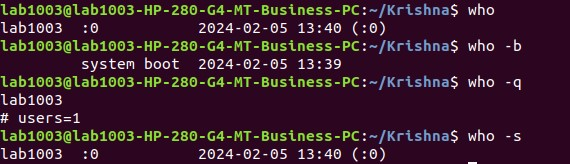 lab1003@lab1003-HP-280-G4-MT-Business-PC:~/Krishna$ who
lab1003  :0           2024-02-05 13:40 (:0)
lab1003@lab1003-HP-280-G4-MT-Business-PC:~/Krishna$ who -b
         system boot  2024-02-05 13:39
lab1003@lab1003-HP-280-G4-MT-Business-PC:~/Krishna$ who -q
lab1003
# users=1
lab1003@lab1003-HP-280-G4-MT-Business-PC:~/Krishna$ who -s
lab1003  :0           2024-02-05 13:40 (:0)